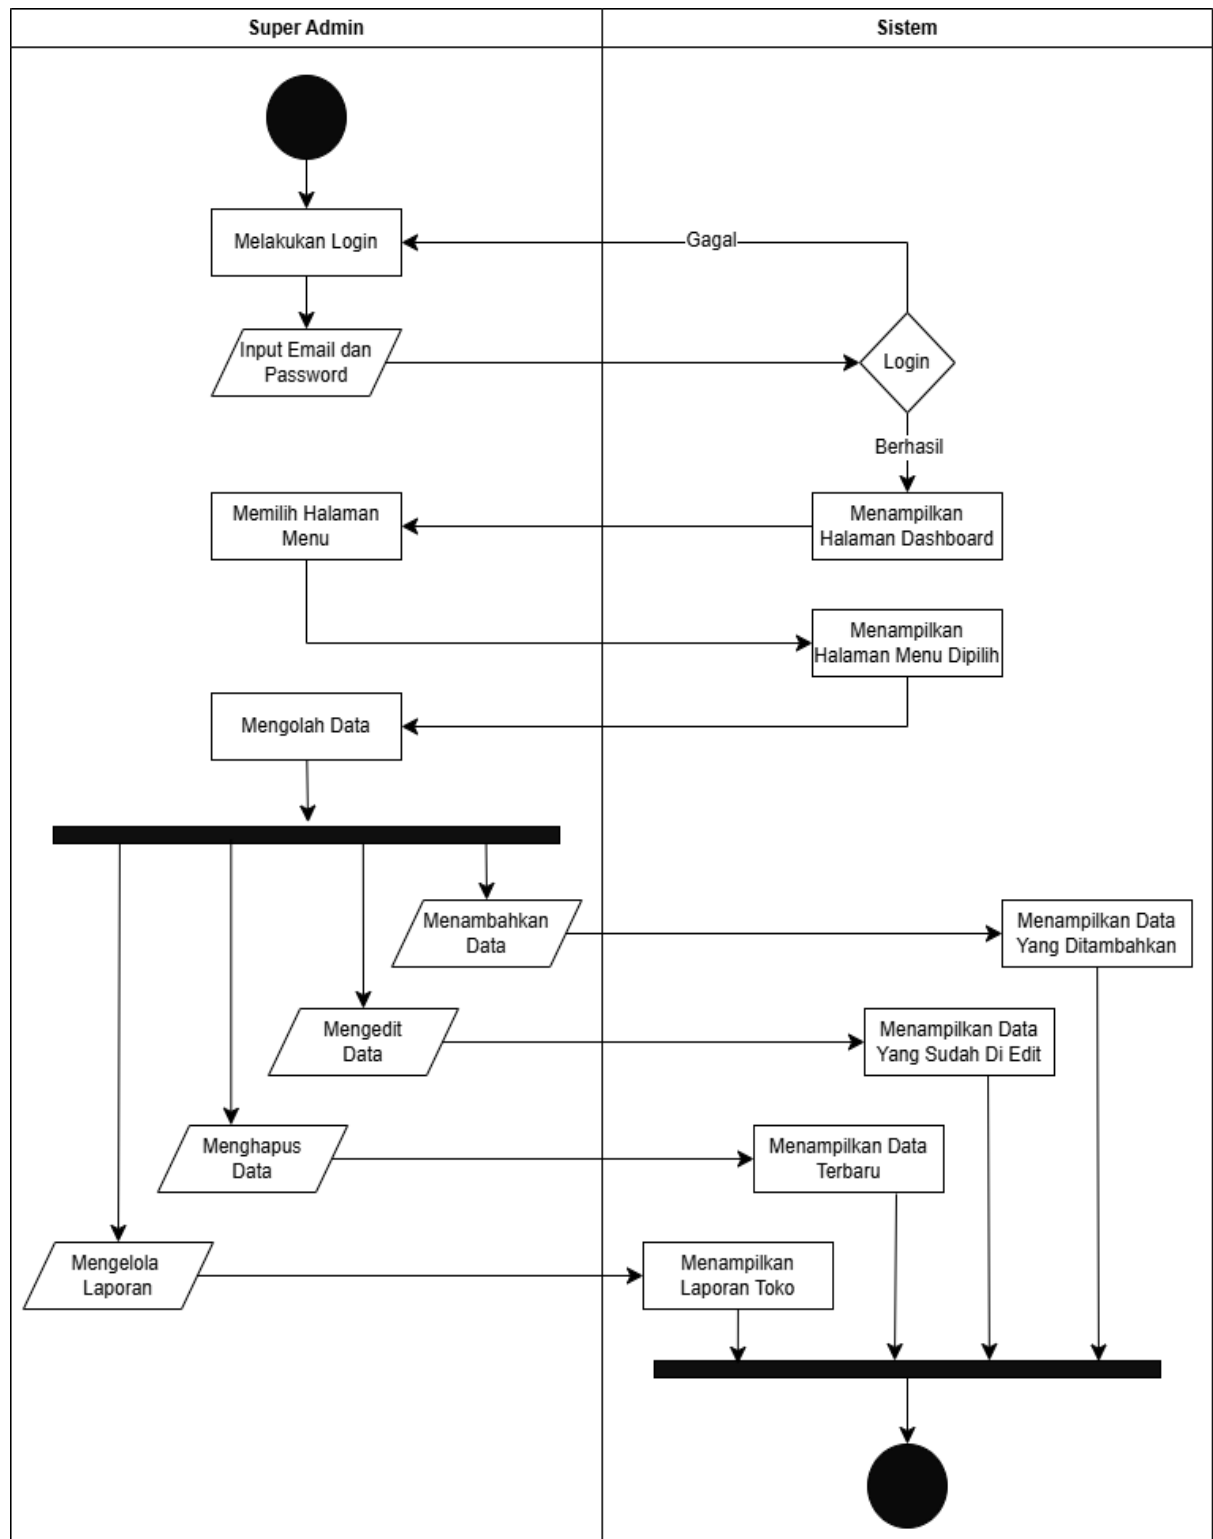 Super Admin
Sistem
Melakukan Login
Gagal
Input Email dan
Password
Login
Berhasil
Memilih Halaman
Menu
Menampilkan
Halaman Dashboard
Menampilkan
Halaman Menu Dipilih
Mengolah Data
Menambahkan
Data
Menampilkan Data
Yang Ditambahkan
Mengedit
Data
Menampilkan Data
Yang Sudah Di Edit
Menghapus
Data
Menampilkan Data
Terbaru
Mengelola
Laporan
Menampilkan
Laporan Toko